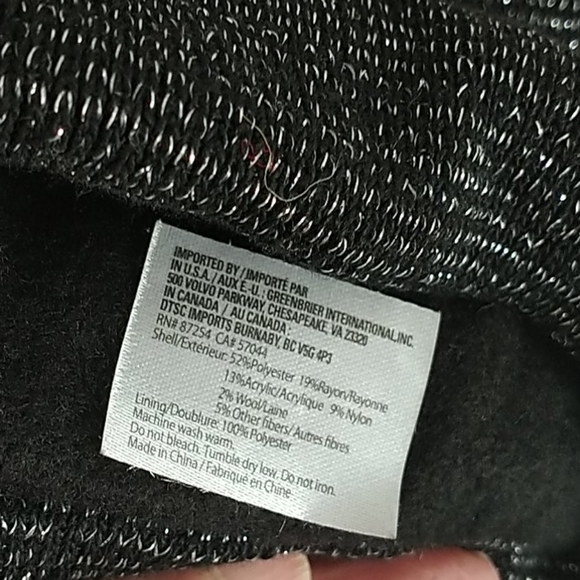 IMPORTED BY / IMPORTÉ PAR
IN U.S.A. / AUX E.-U. : GREENBRIER INTERNATIONAL, INC.
500 VOLVO PARKWAY, CHESAPEAKE, VA 23320
IN CANADA / AU CANADA :
DTSC IMPORTS BURNABY, BC V5G 4P3
RN# 87254 CA# 57044
Shell/Extérieur: 52%Polyester 19%Rayon/Rayonne
13%Acrylic/Acrylique 9% Nylon
2% Wool/Laine
5% Other fibers/Autres fibres
Lining/Doublure: 100% Polyester
Machine wash warm.
Do not bleach. Tumble dry low. Do not iron.
Made in China / Fabriqué en Chine